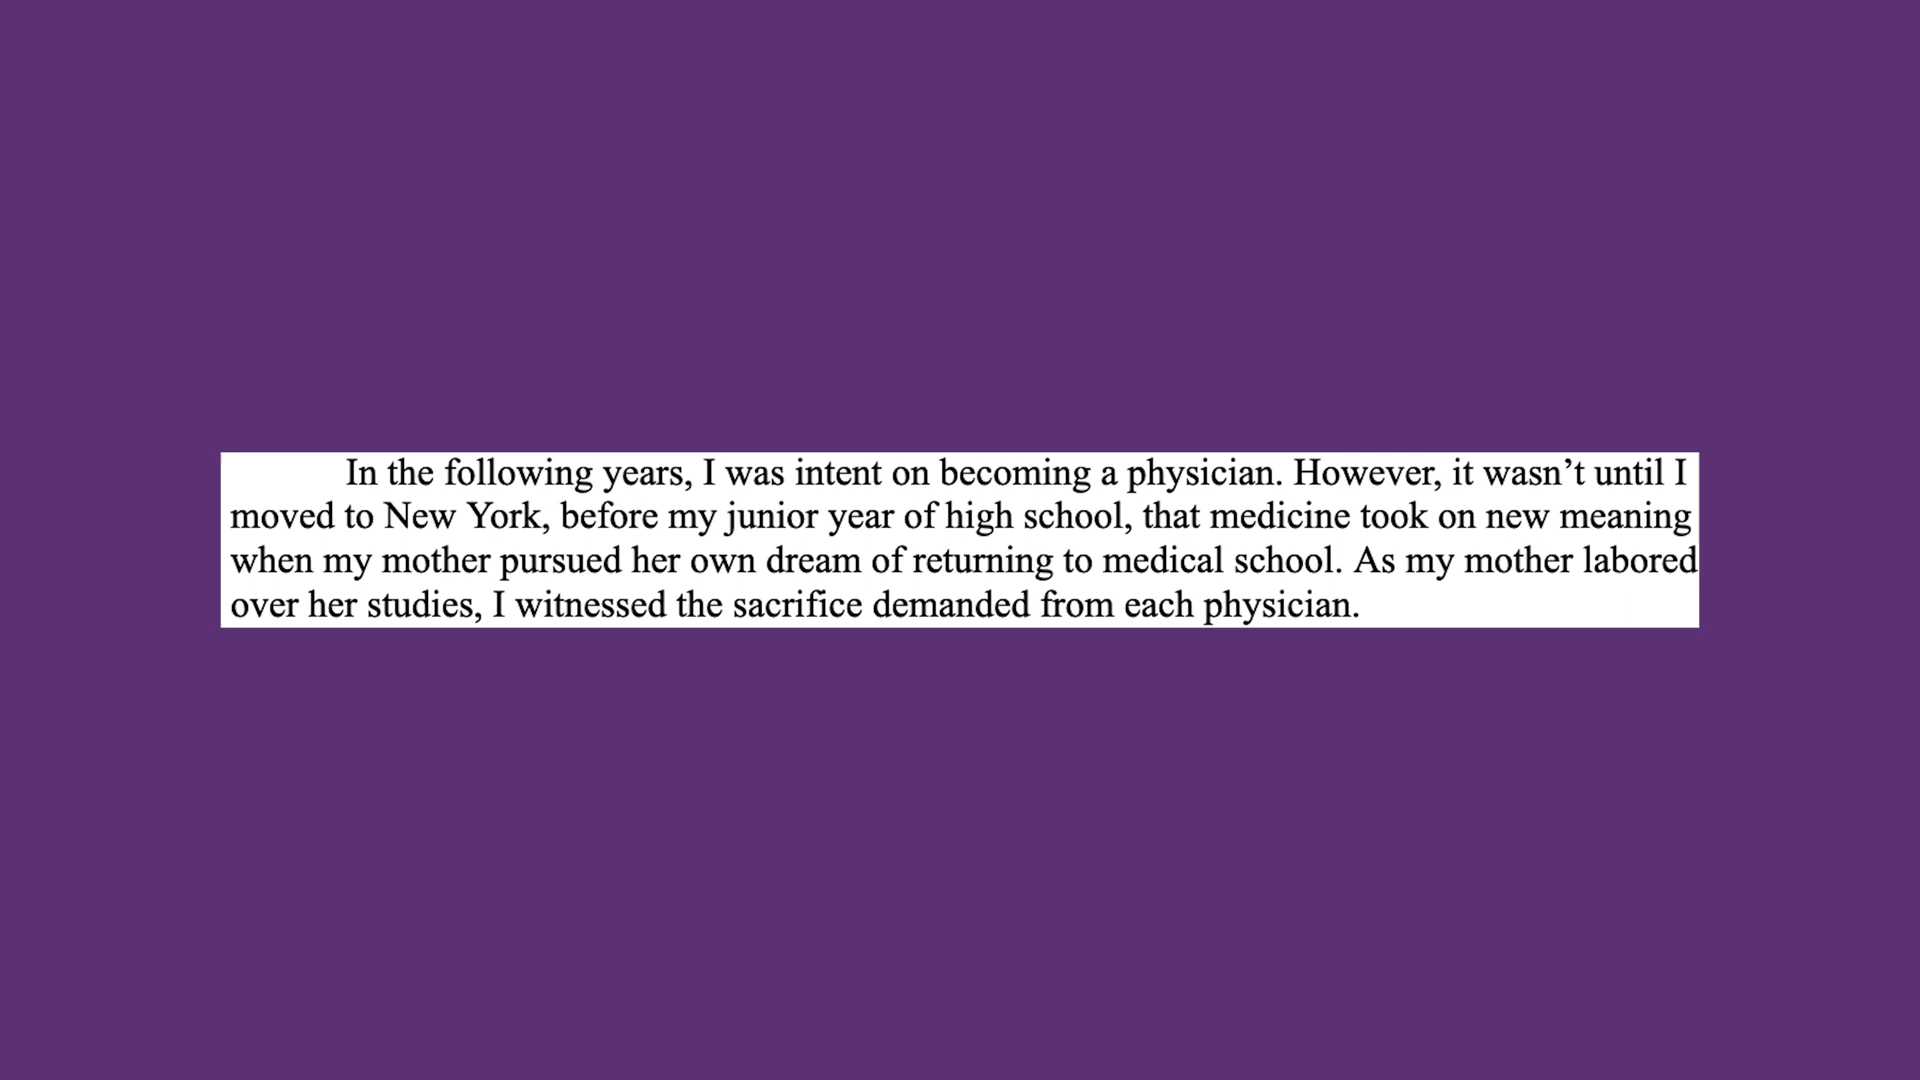 In the following years, I was intent on becoming a physician. However, it wasn’t until I
moved to New York, before my junior year of high school, that medicine took on new meaning
when my mother pursued her own dream of returning to medical school. As my mother labored
over her studies, I witnessed the sacrifice demanded from each physician.